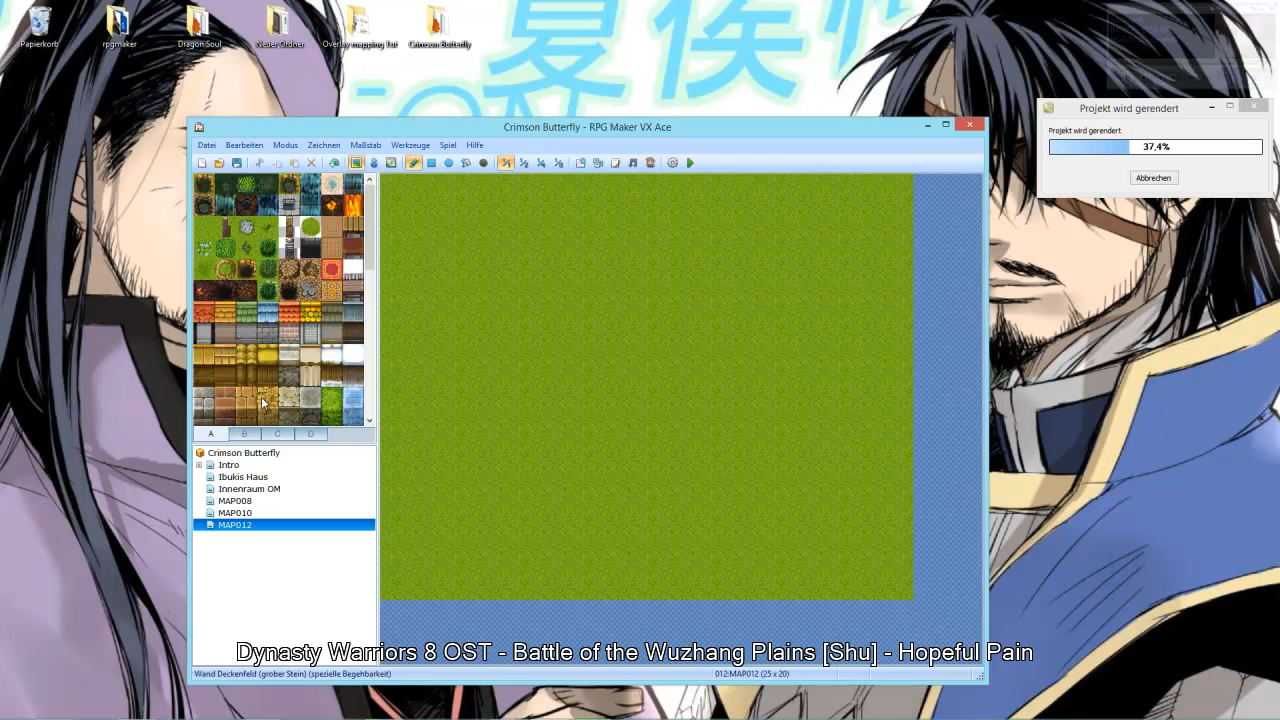 夏侯
Papierkorb
rpgmaker
Dragon Soul
Neuer Ordner
Overlay mapping Tut
Crimson Butterfly
Projekt wird gerendert
Projekt wird gerendert
37,4%
Abbrechen
Crimson Butterfly - RPG Maker VX Ace
Datei Bearbeiten Modus Zeichnen Maßstab Werkzeuge Spiel Hilfe
A B C D
Crimson Butterfly
Intro
Ibukis Haus
Innenraum OM
MAP008
MAP010
MAP012
Dynasty Warriors 8 OST - Battle of the Wuzhang Plains [Shu] - Hopeful Pain
Wand Deckenfeld (grober Stein) (spezielle Begehbarkeit)
012:MAP012 (25 x 20)